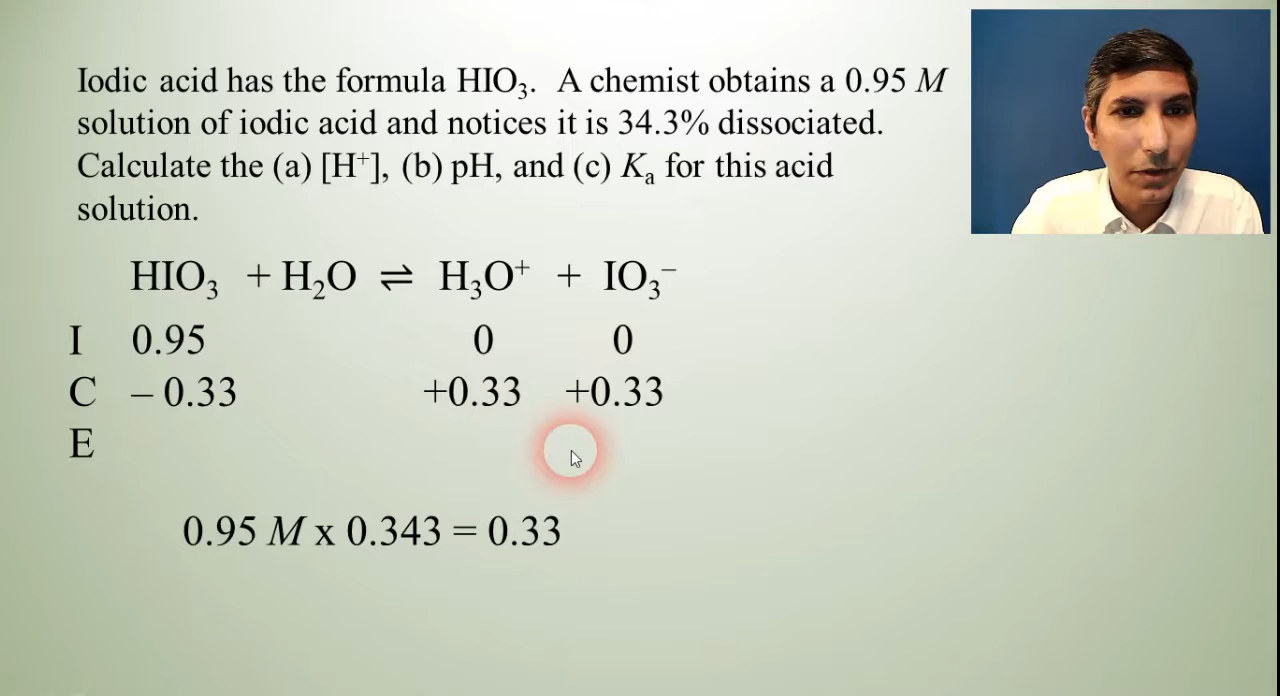 Iodic acid has the formula HIO₃. A chemist obtains a 0.95 M
solution of iodic acid and notices it is 34.3% dissociated.
Calculate the (a) [H⁺], (b) pH, and (c) Kₐ for this acid
solution.
HIO₃ + H₂O ⇌ H₃O⁺ + IO₃⁻
I 0.95 0 0
C – 0.33 +0.33 +0.33
E
0.95 M x 0.343 = 0.33